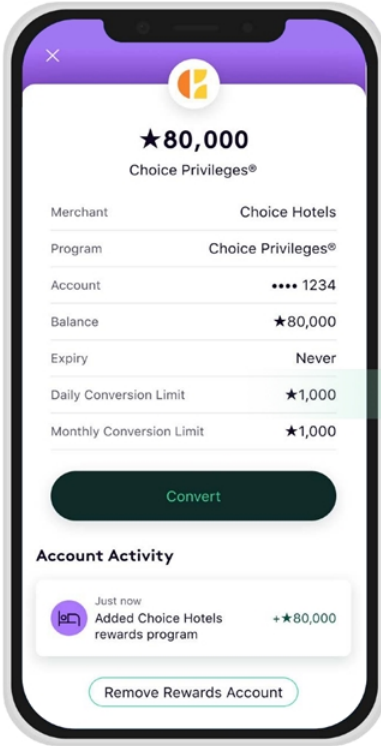 ★80,000
Choice Privileges®
Merchant Choice Hotels
Program Choice Privileges®
Account •••• 1234
Balance ★80,000
Expiry Never
Daily Conversion Limit ★1,000
Monthly Conversion Limit ★1,000
Convert
Account Activity
Just now
Added Choice Hotels +★80,000
rewards program
Remove Rewards Account